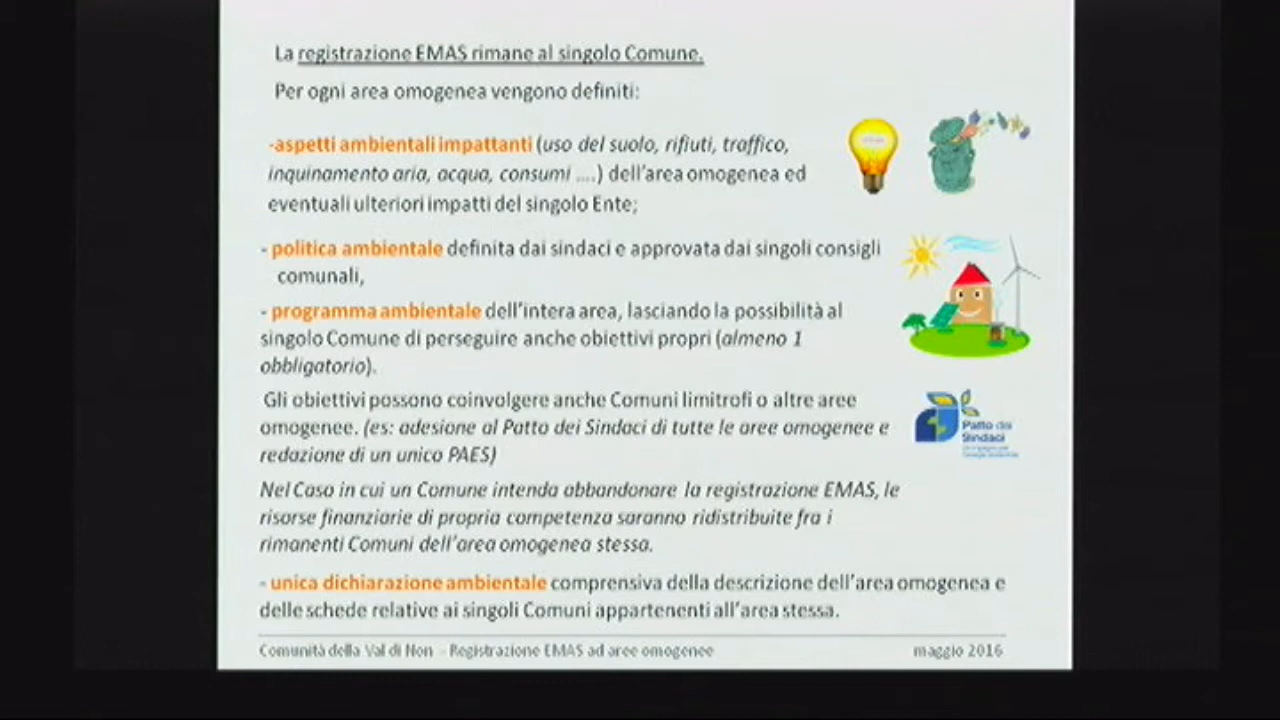 La registrazione EMAS rimane al singolo Comune.
Per ogni area omogenea vengono definiti:
-aspetti ambientali impattanti (uso del suolo, rifiuti, traffico,
inquinamento aria, acqua, consumi ....) dell'area omogenea ed
eventuali ulteriori impatti del singolo Ente;
- politica ambientale definita dai sindaci e approvata dai singoli consigli
comunali,
- programma ambientale dell'intera area, lasciando la possibilità al
singolo Comune di perseguire anche obiettivi propri (almeno 1
obbligatorio).
Gli obiettivi possono coinvolgere anche Comuni limitrofi o altre aree
omogenee. (es: adesione al Patto dei Sindaci di tutte le aree omogenee e
redazione di un unico PAES)
Patto dei
Sindaci
Nel Caso in cui un Comune intenda abbandonare la registrazione EMAS, le
risorse finanziarie di propria competenza saranno ridistribuite fra i
rimanenti Comuni dell'area omogenea stessa.
- unica dichiarazione ambientale comprensiva della descrizione dell'area omogenea e
delle schede relative ai singoli Comuni appartenenti all'area stessa.
Comunità della Val di Non - Registrazione EMAS ad aree omogenee maggio 2016